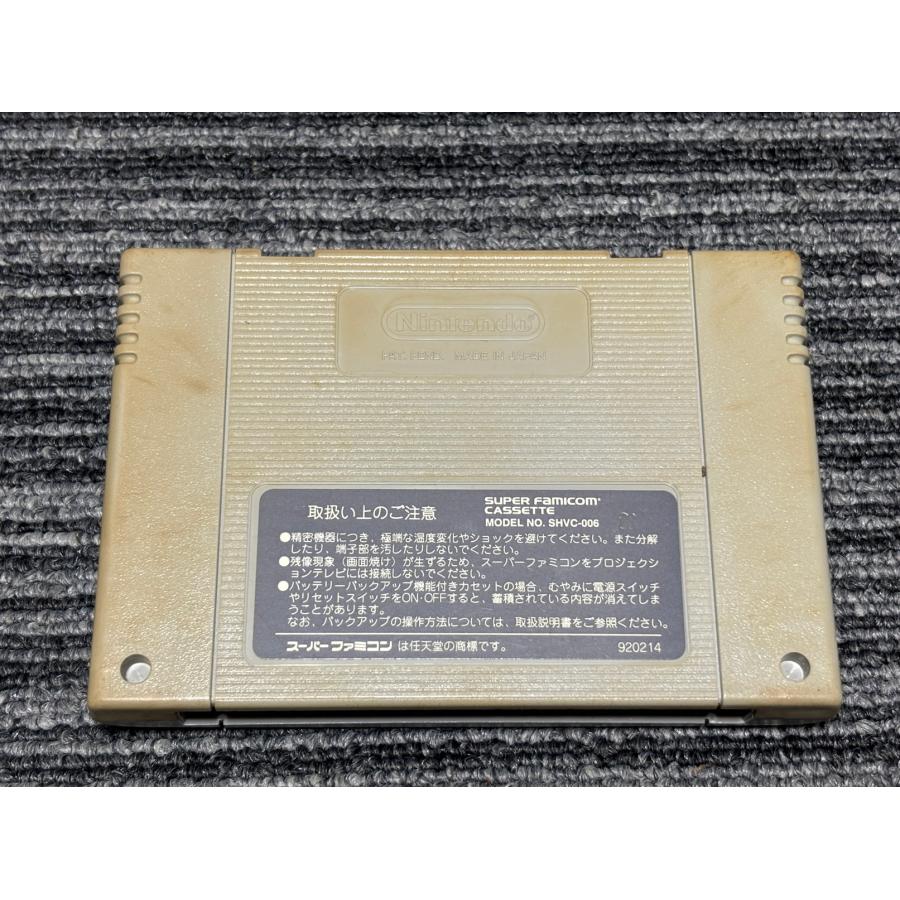 Nintendo
PAT. PEND. MADE IN JAPAN
取扱い上のご注意
SUPER FAMICOM
CASSETTE
MODEL NO. SHVC-006
●精密機器につき、極端な温度変化やショックを避けてください。また分解
したり、端子部を汚したりしないでください。
●残像現象（画面焼け）が生ずるため、スーパーファミコンをプロジェクシ
ョンテレビには接続しないでください。
●バッテリーバックアップ機能付きカセットの場合、むやみに電源スイッチ
やリセットスイッチをON・OFFすると、蓄積されている内容が消えてしま
うことがあります。
なお、バックアップの操作方法については、取扱説明書をご参照ください。
スーパーファミコン は任天堂の商標です。
920214